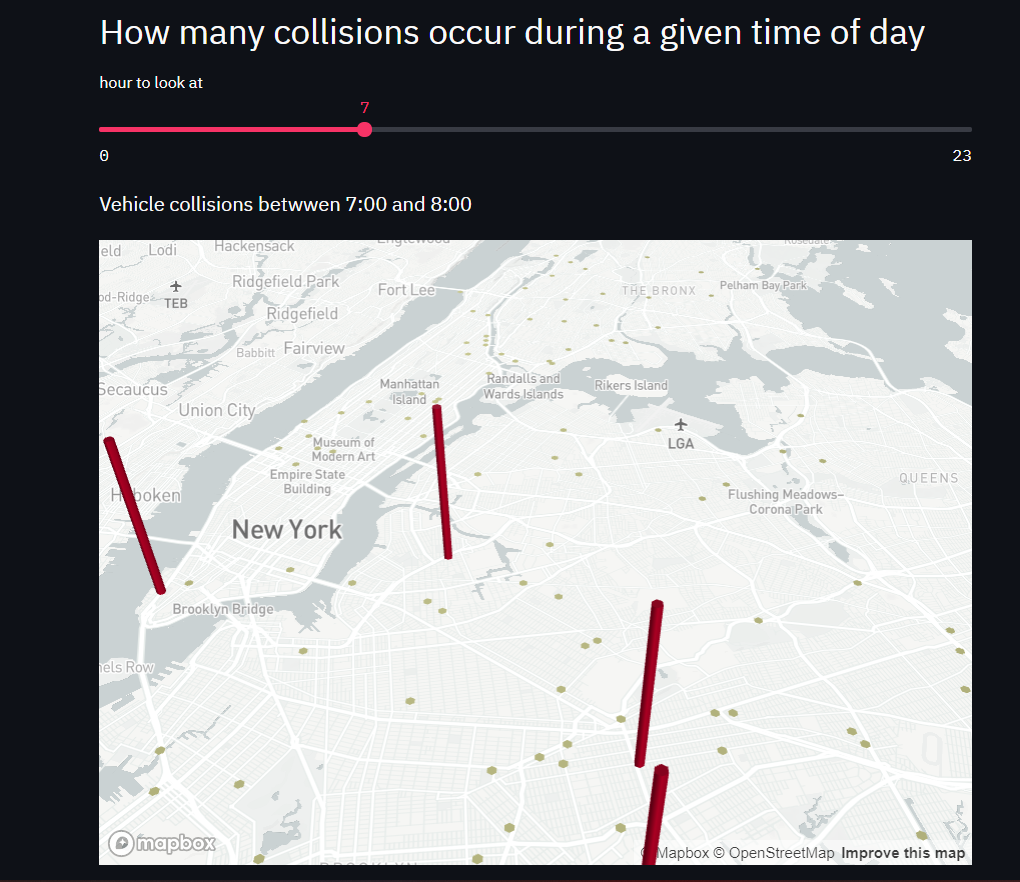 How many collisions occur during a given time of day
hour to look at
7
0
23
Vehicle collisions betwwen 7:00 and 8:00
Lodi
Hackensack
Englewood
Rosedale
Ridgefield Park
Fort Lee
THE BRONX
Pelham Bay Park
TEB
Ridgefield
Babbitt
Fairview
Secaucus
Manhattan
Island
Randalls and
Wards Islands
Rikers Island
Union City
LGA
Museum of
Modern Art
Empire State
Building
QUEENS
Hoboken
Flushing Meadows–
Corona Park
New York
Brooklyn Bridge
nels Row
BROOKLYN
mapbox
© Mapbox © OpenStreetMap Improve this map